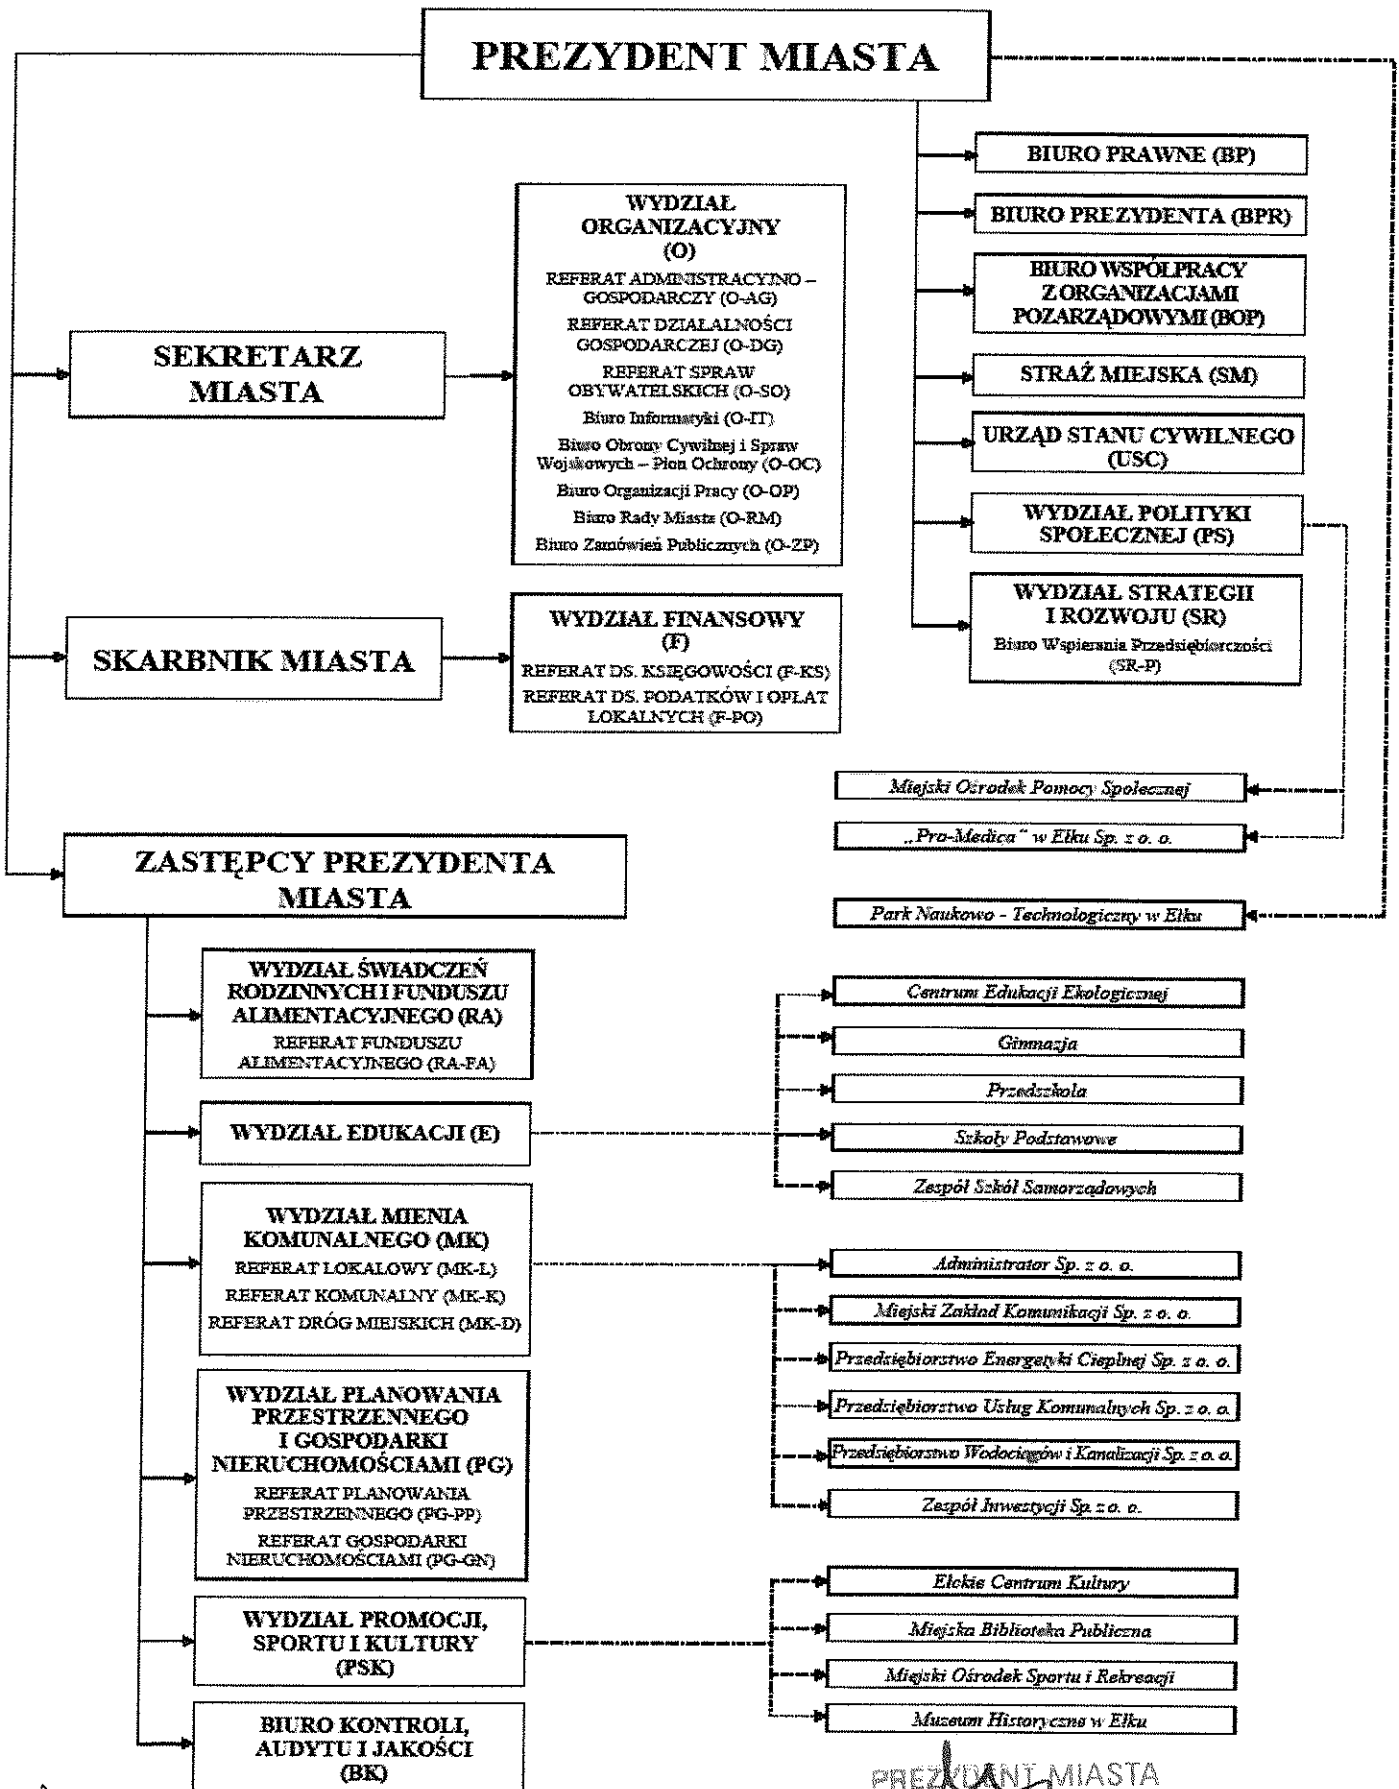 PREZYDENT MIASTA
BIURO PRAWNE (BP)
BIURO PREZYDENTA (BPR)
BIURO WSPÓŁPRACY
Z ORGANIZACJAMI
POZARZĄDOWYMI (BOP)
STRAŻ MIEJSKA (SM)
URZĄD STANU CYWILNEGO
(USC)
WYDZIAŁ POLITYKI
SPOŁECZNEJ (PS)
WYDZIAŁ STRATEGII
I ROZWOJU (SR)
Biuro Wspierania Przedsiębiorczości
(SR-P)
SEKRETARZ
MIASTA
WYDZIAŁ
ORGANIZACYJNY
(O)
REFERAT ADMINISTRACYJNO –
GOSPODARCZY (O-AG)
REFERAT DZIAŁALNOŚCI
GOSPODARCZEJ (O-DG)
REFERAT SPRAW
OBYWATELSKICH (O-SO)
Biuro Informatyki (O-IT)
Biuro Obrony Cywilnej i Spraw
Wojskowych – Pion Ochrony (O-OC)
Biuro Organizacji Pracy (O-OP)
Biuro Rady Miasta (O-RM)
Biuro Zamówień Publicznych (O-ZP)
SKARBNIK MIASTA
WYDZIAŁ FINANSOWY
(F)
REFERAT DS. KSIĘGOWOŚCI (F-KS)
REFERAT DS. PODATKÓW I OPŁAT
LOKALNYCH (F-PO)
Miejski Ośrodek Pomocy Społecznej
„Pro-Medica” w Ełku Sp. z o. o.
Park Naukowo - Technologiczny w Ełku
ZASTĘPCY PREZYDENTA
MIASTA
WYDZIAŁ ŚWIADCZEŃ
RODZINNYCH I FUNDUSZU
ALIMENTACYJNEGO (RA)
REFERAT FUNDUSZU
ALIMENTACYJNEGO (RA-FA)
WYDZIAŁ EDUKACJI (E)
Centrum Edukacji Ekologicznej
Gimnazja
Przedszkola
Szkoły Podstawowe
Zespół Szkół Samorządowych
WYDZIAŁ MIENIA
KOMUNALNEGO (MK)
REFERAT LOKALOWY (MK-L)
REFERAT KOMUNALNY (MK-K)
REFERAT DRÓG MIEJSKICH (MK-D)
Administrator Sp. z o. o.
Miejski Zakład Komunikacji Sp. z o. o.
Przedsiębiorstwo Energetyki Cieplnej Sp. z o. o.
Przedsiębiorstwo Usług Komunalnych Sp. z o. o.
Przedsiębiorstwo Wodociągów i Kanalizacji Sp. z o. o.
Zespół Inwestycji Sp. z o. o.
WYDZIAŁ PLANOWANIA
PRZESTRZENNEGO
I GOSPODARKI
NIERUCHOMOŚCIAMI (PG)
REFERAT PLANOWANIA
PRZESTRZENNEGO (PG-PP)
REFERAT GOSPODARKI
NIERUCHOMOŚCIAMI (PG-GN)
WYDZIAŁ PROMOCJI,
SPORTU I KULTURY
(PSK)
Ełckie Centrum Kultury
Miejska Biblioteka Publiczna
Miejski Ośrodek Sportu i Rekreacji
Muzeum Historyczne w Ełku
BIURO KONTROLI,
AUDYTU I JAKOŚCI
(BK)
PREZYDENT MIASTA